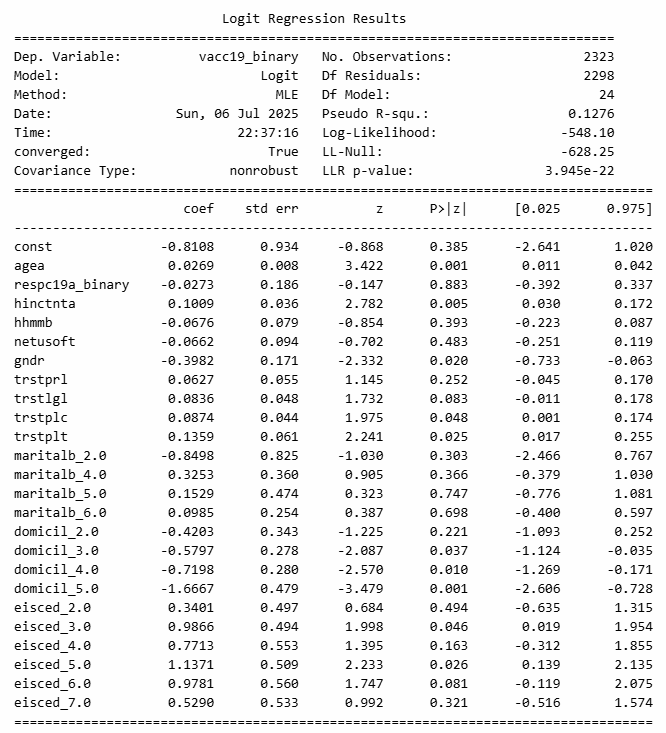 Logit Regression Results
==============================================================================
Dep. Variable:          vacc19_binary   No. Observations:                 2323
Model:                          Logit   Df Residuals:                     2298
Method:                           MLE   Df Model:                           24
Date:                Sun, 06 Jul 2025   Pseudo R-squ.:                  0.1276
Time:                        22:37:16   Log-Likelihood:                -548.10
converged:                       True   LL-Null:                       -628.25
Covariance Type:            nonrobust   LLR p-value:                 3.945e-22
===================================================================================
                      coef    std err          z      P>|z|      [0.025      0.975]
-----------------------------------------------------------------------------------
const              -0.8108      0.934     -0.868      0.385      -2.641       1.020
agea                0.0269      0.008      3.422      0.001       0.011       0.042
respc19a_binary    -0.0273      0.186     -0.147      0.883      -0.392       0.337
hinctnta            0.1009      0.036      2.782      0.005       0.030       0.172
hhmmb              -0.0676      0.079     -0.854      0.393      -0.223       0.087
netusoft           -0.0662      0.094     -0.702      0.483      -0.251       0.119
gndr               -0.3982      0.171     -2.332      0.020      -0.733      -0.063
trstprl             0.0627      0.055      1.145      0.252      -0.045       0.170
trstlgl             0.0836      0.048      1.732      0.083      -0.011       0.178
trstplc             0.0874      0.044      1.975      0.048       0.001       0.174
trstplt             0.1359      0.061      2.241      0.025       0.017       0.255
maritalb_2.0       -0.8498      0.825     -1.030      0.303      -2.466       0.767
maritalb_4.0        0.3253      0.360      0.905      0.366      -0.379       1.030
maritalb_5.0        0.1529      0.474      0.323      0.747      -0.776       1.081
maritalb_6.0        0.0985      0.254      0.387      0.698      -0.400       0.597
domicil_2.0        -0.4203      0.343     -1.225      0.221      -1.093       0.252
domicil_3.0        -0.5797      0.278     -2.087      0.037      -1.124      -0.035
domicil_4.0        -0.7198      0.280     -2.570      0.010      -1.269      -0.171
domicil_5.0        -1.6667      0.479     -3.479      0.001      -2.606      -0.728
eisced_2.0          0.3401      0.497      0.684      0.494      -0.635       1.315
eisced_3.0          0.9866      0.494      1.998      0.046       0.019       1.954
eisced_4.0          0.7713      0.553      1.395      0.163      -0.312       1.855
eisced_5.0          1.1371      0.509      2.233      0.026       0.139       2.135
eisced_6.0          0.9781      0.560      1.747      0.081      -0.119       2.075
eisced_7.0          0.5290      0.533      0.992      0.321      -0.516       1.574
===================================================================================